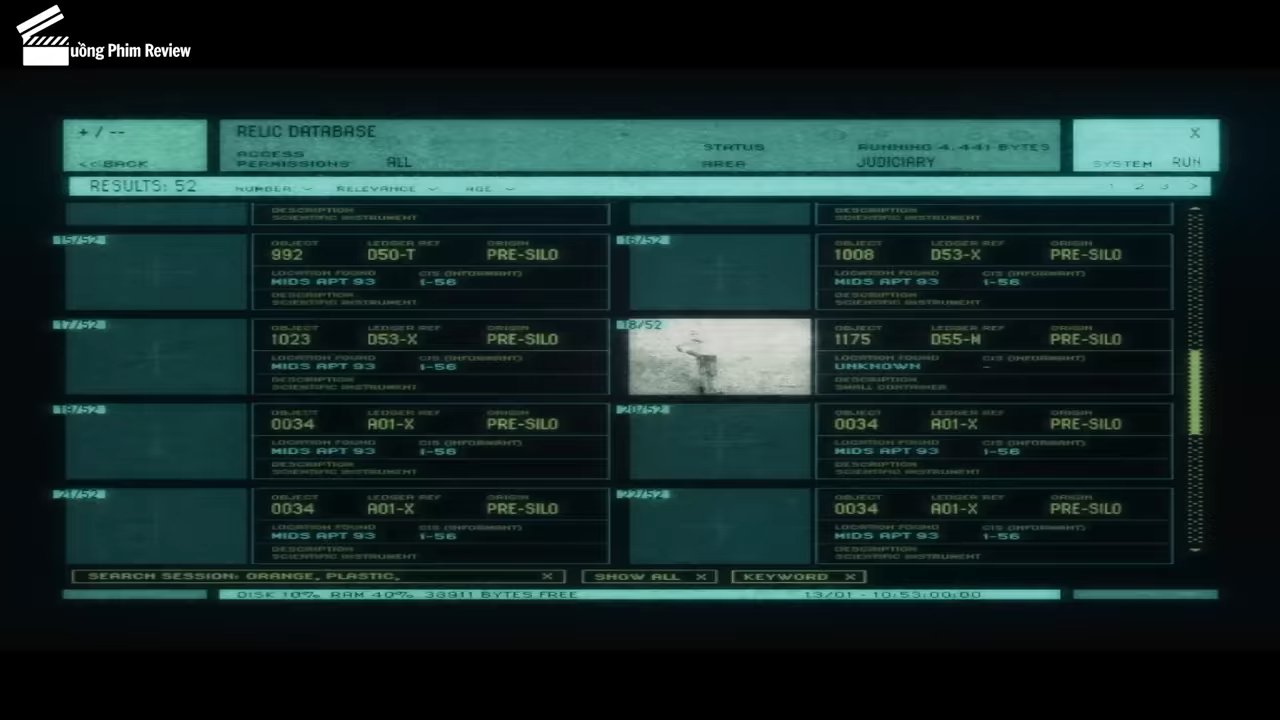 uồng Phim Review
+ / --
<< BACK
RELIC DATABASE
ACCESS PERMISSIONS ALL
STATUS RUNNING 4,441 BYTES
AREA JUDICIARY
X
SYSTEM RUN
RESULTS: 52 NUMBER RELEVANCE AGE 1 2 3 >
DESCRIPTION
SCIENTIFIC INSTRUMENT
DESCRIPTION
SCIENTIFIC INSTRUMENT
15/52
OBJECT LEDGER REF ORIGIN
992 D50-T PRE-SILO
LOCATION FOUND CIS (INFORMANT)
MIDS APT 93 1-56
DESCRIPTION
SCIENTIFIC INSTRUMENT
16/52
OBJECT LEDGER REF ORIGIN
1008 D53-X PRE-SILO
LOCATION FOUND CIS (INFORMANT)
MIDS APT 93 1-56
DESCRIPTION
SCIENTIFIC INSTRUMENT
17/52
OBJECT LEDGER REF ORIGIN
1023 D53-X PRE-SILO
LOCATION FOUND CIS (INFORMANT)
MIDS APT 93 1-56
DESCRIPTION
SCIENTIFIC INSTRUMENT
18/52
OBJECT LEDGER REF ORIGIN
1175 D55-N PRE-SILO
LOCATION FOUND CIS (INFORMANT)
UNKNOWN –
DESCRIPTION
SMALL CONTAINER
19/52
OBJECT LEDGER REF ORIGIN
0034 A01-X PRE-SILO
LOCATION FOUND CIS (INFORMANT)
MIDS APT 93 1-56
DESCRIPTION
SCIENTIFIC INSTRUMENT
20/52
OBJECT LEDGER REF ORIGIN
0034 A01-X PRE-SILO
LOCATION FOUND CIS (INFORMANT)
MIDS APT 93 1-56
DESCRIPTION
SCIENTIFIC INSTRUMENT
21/52
OBJECT LEDGER REF ORIGIN
0034 A01-X PRE-SILO
LOCATION FOUND CIS (INFORMANT)
MIDS APT 93 1-56
DESCRIPTION
SCIENTIFIC INSTRUMENT
22/52
OBJECT LEDGER REF ORIGIN
0034 A01-X PRE-SILO
LOCATION FOUND CIS (INFORMANT)
MIDS APT 93 1-56
DESCRIPTION
SCIENTIFIC INSTRUMENT
SEARCH SESSION: ORANGE, PLASTIC, X SHOW ALL X KEYWORD X
DISK 10%, RAM 40%, 38911 BYTES FREE 13/01 - 10:53:00:00